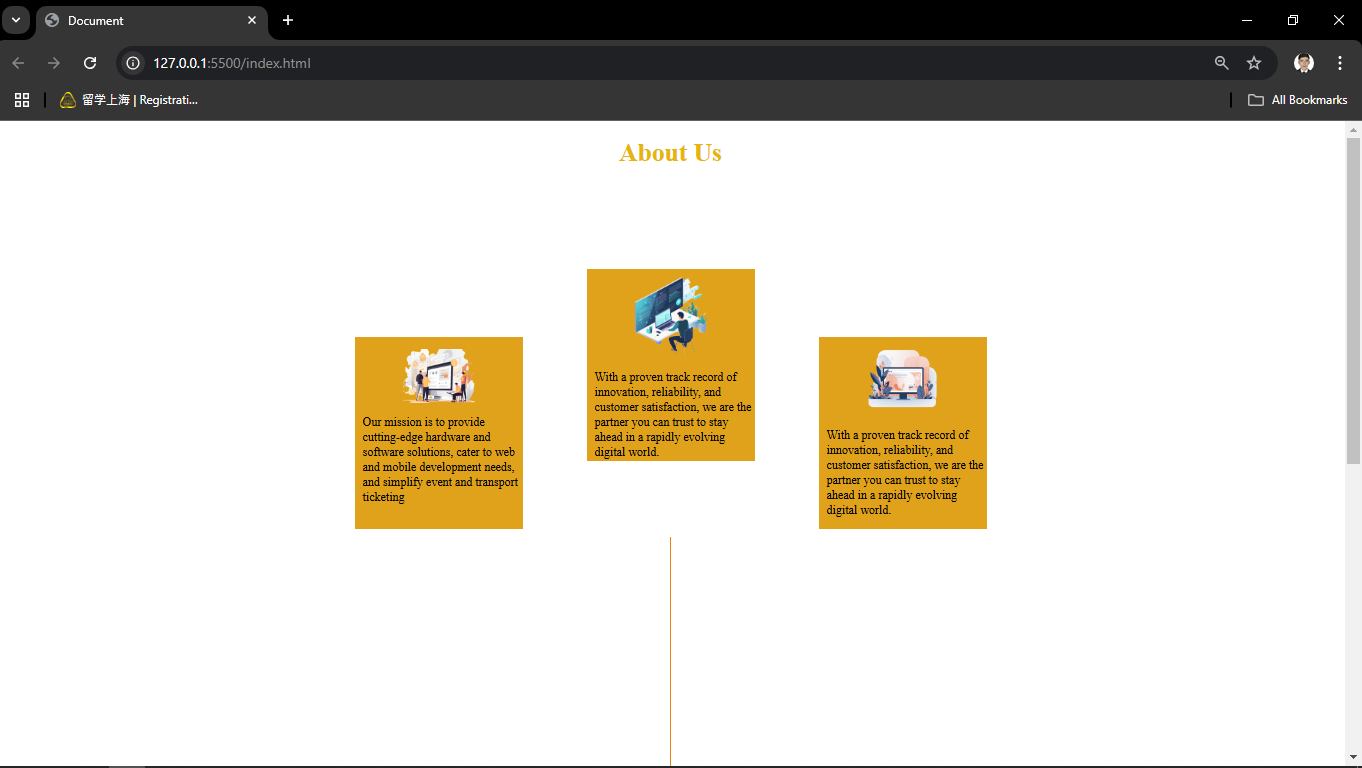 Document
127.0.0.1:5500/index.html
留学上海 | Registrati...
All Bookmarks
About Us
Our mission is to provide
cutting-edge hardware and
software solutions, cater to web
and mobile development needs,
and simplify event and transport
ticketing
With a proven track record of
innovation, reliability, and
customer satisfaction, we are the
partner you can trust to stay
ahead in a rapidly evolving
digital world.
With a proven track record of
innovation, reliability, and
customer satisfaction, we are the
partner you can trust to stay
ahead in a rapidly evolving
digital world.